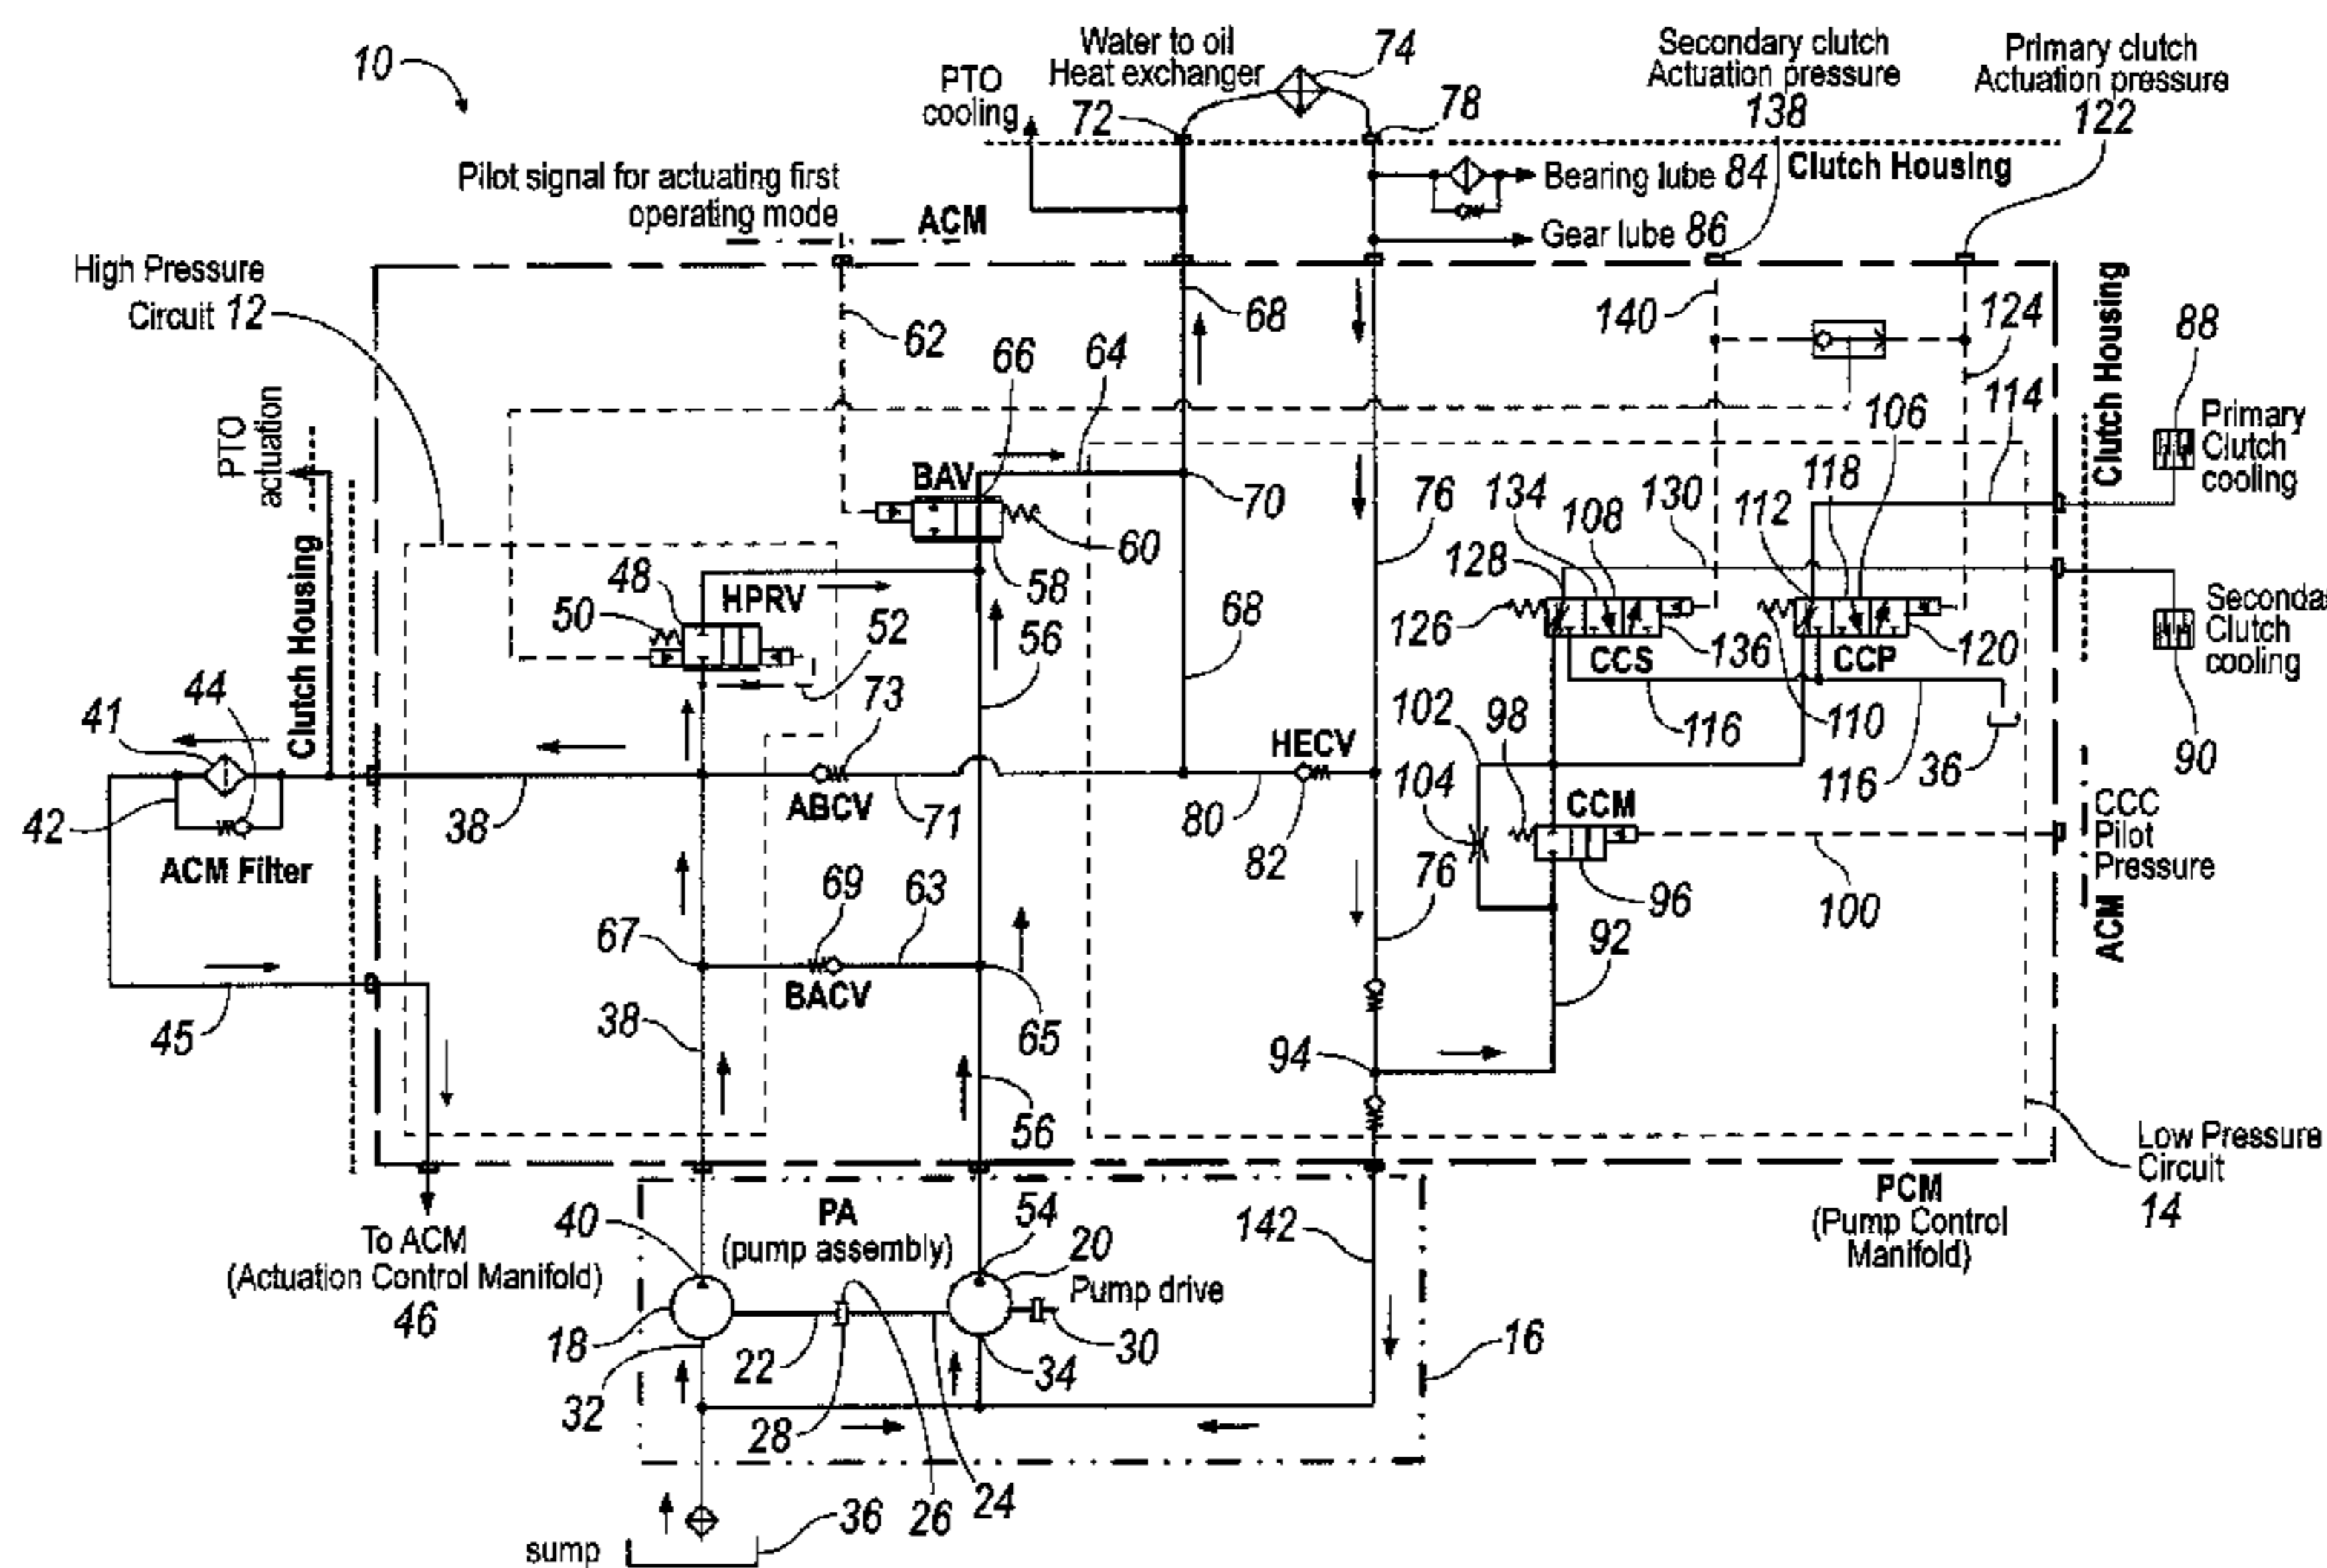 10
PTO
cooling
Water to oil
Heat exchanger
72
74
78
Secondary clutch
Actuation pressure
138
Primary clutch
Actuation pressure
122
Clutch Housing
Bearing lube 84
Gear lube 86
Pilot signal for actuating first
operating mode
ACM
High Pressure
Circuit 12
62
66
64
68
140
124
88
Clutch Housing
114
Primary
Clutch
cooling
PTO
actuation
BAV
70
60
58
76
134
108
130
112
118
106
128
126
CCS
136
CCP
120
Seconda
Clutch
cooling
90
48
HPRV
50
52
56
68
Clutch Housing
41
44
42
ACM Filter
38
73
ABCV
71
HECV
80
82
102
98
104
CCM
116
110
116
36
96
100
CCC
Pilot
Pressure
ACM
67
69
63
BACV
65
76
92
94
45
38
56
Low Pressure
Circuit
14
PCM
(Pump Control
Manifold)
To ACM
(Actuation Control Manifold)
46
40
PA
(pump assembly)
54
20
Pump drive
30
142
16
18
22
32
28
34
26
24
36
sump